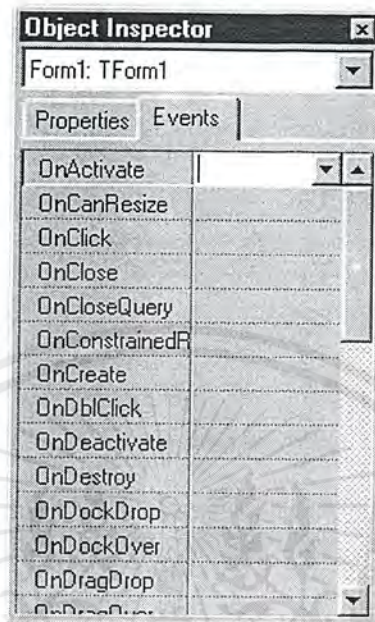 Object Inspector
Form1: TForm1
Properties Events
OnActivate
OnCanResize
OnClick
OnClose
OnCloseQuery
OnConstrainedR
OnCreate
OnDblClick
OnDeactivate
OnDestroy
OnDockDrop
OnDockOver
OnDragDrop
OnDragOver